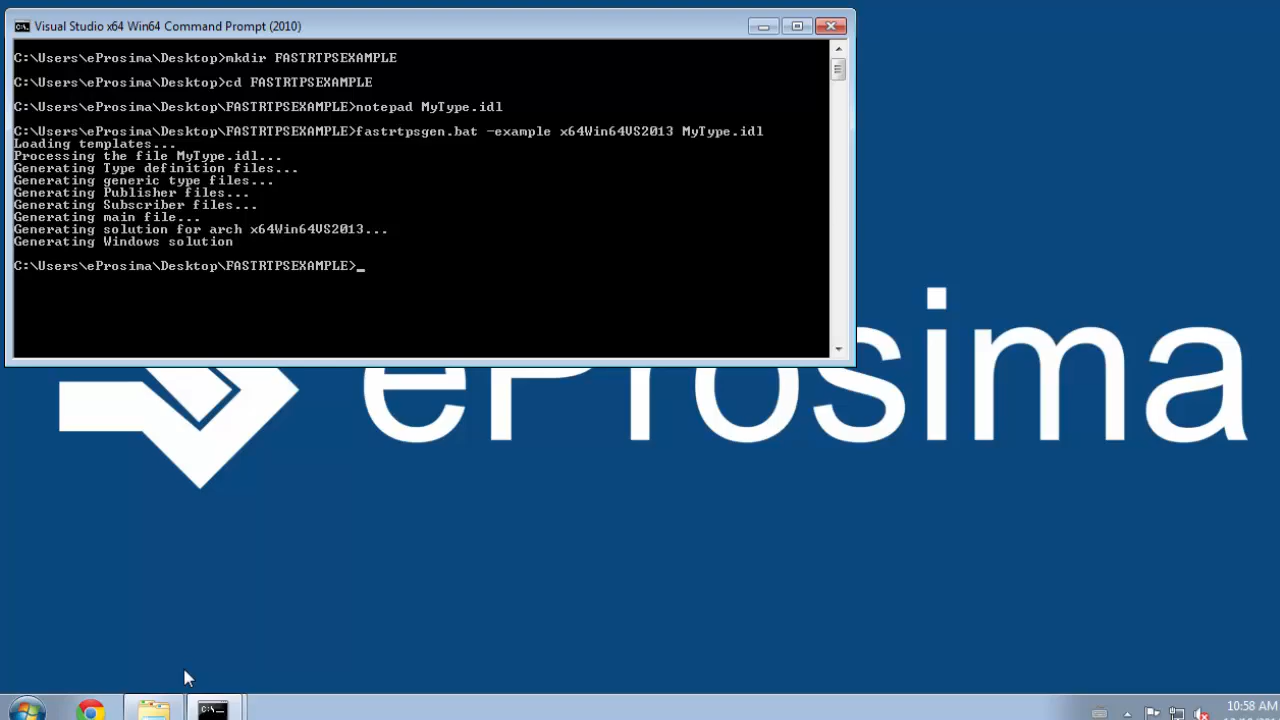 Visual Studio x64 Win64 Command Prompt (2010)
C:\Users\eProsima\Desktop>mkdir FASTRTPSEXAMPLE
C:\Users\eProsima\Desktop>cd FASTRTPSEXAMPLE
C:\Users\eProsima\Desktop\FASTRTPSEXAMPLE>notepad MyType.idl
C:\Users\eProsima\Desktop\FASTRTPSEXAMPLE>fastrtpsgen.bat -example x64Win64VS2013 MyType.idl
Loading templates...
Processing the file MyType.idl...
Generating Type definition files...
Generating generic type files...
Generating Publisher files...
Generating Subscriber files...
Generating main file...
Generating solution for arch x64Win64VS2013...
Generating Windows solution
C:\Users\eProsima\Desktop\FASTRTPSEXAMPLE>_
eProsima
10:58 AM